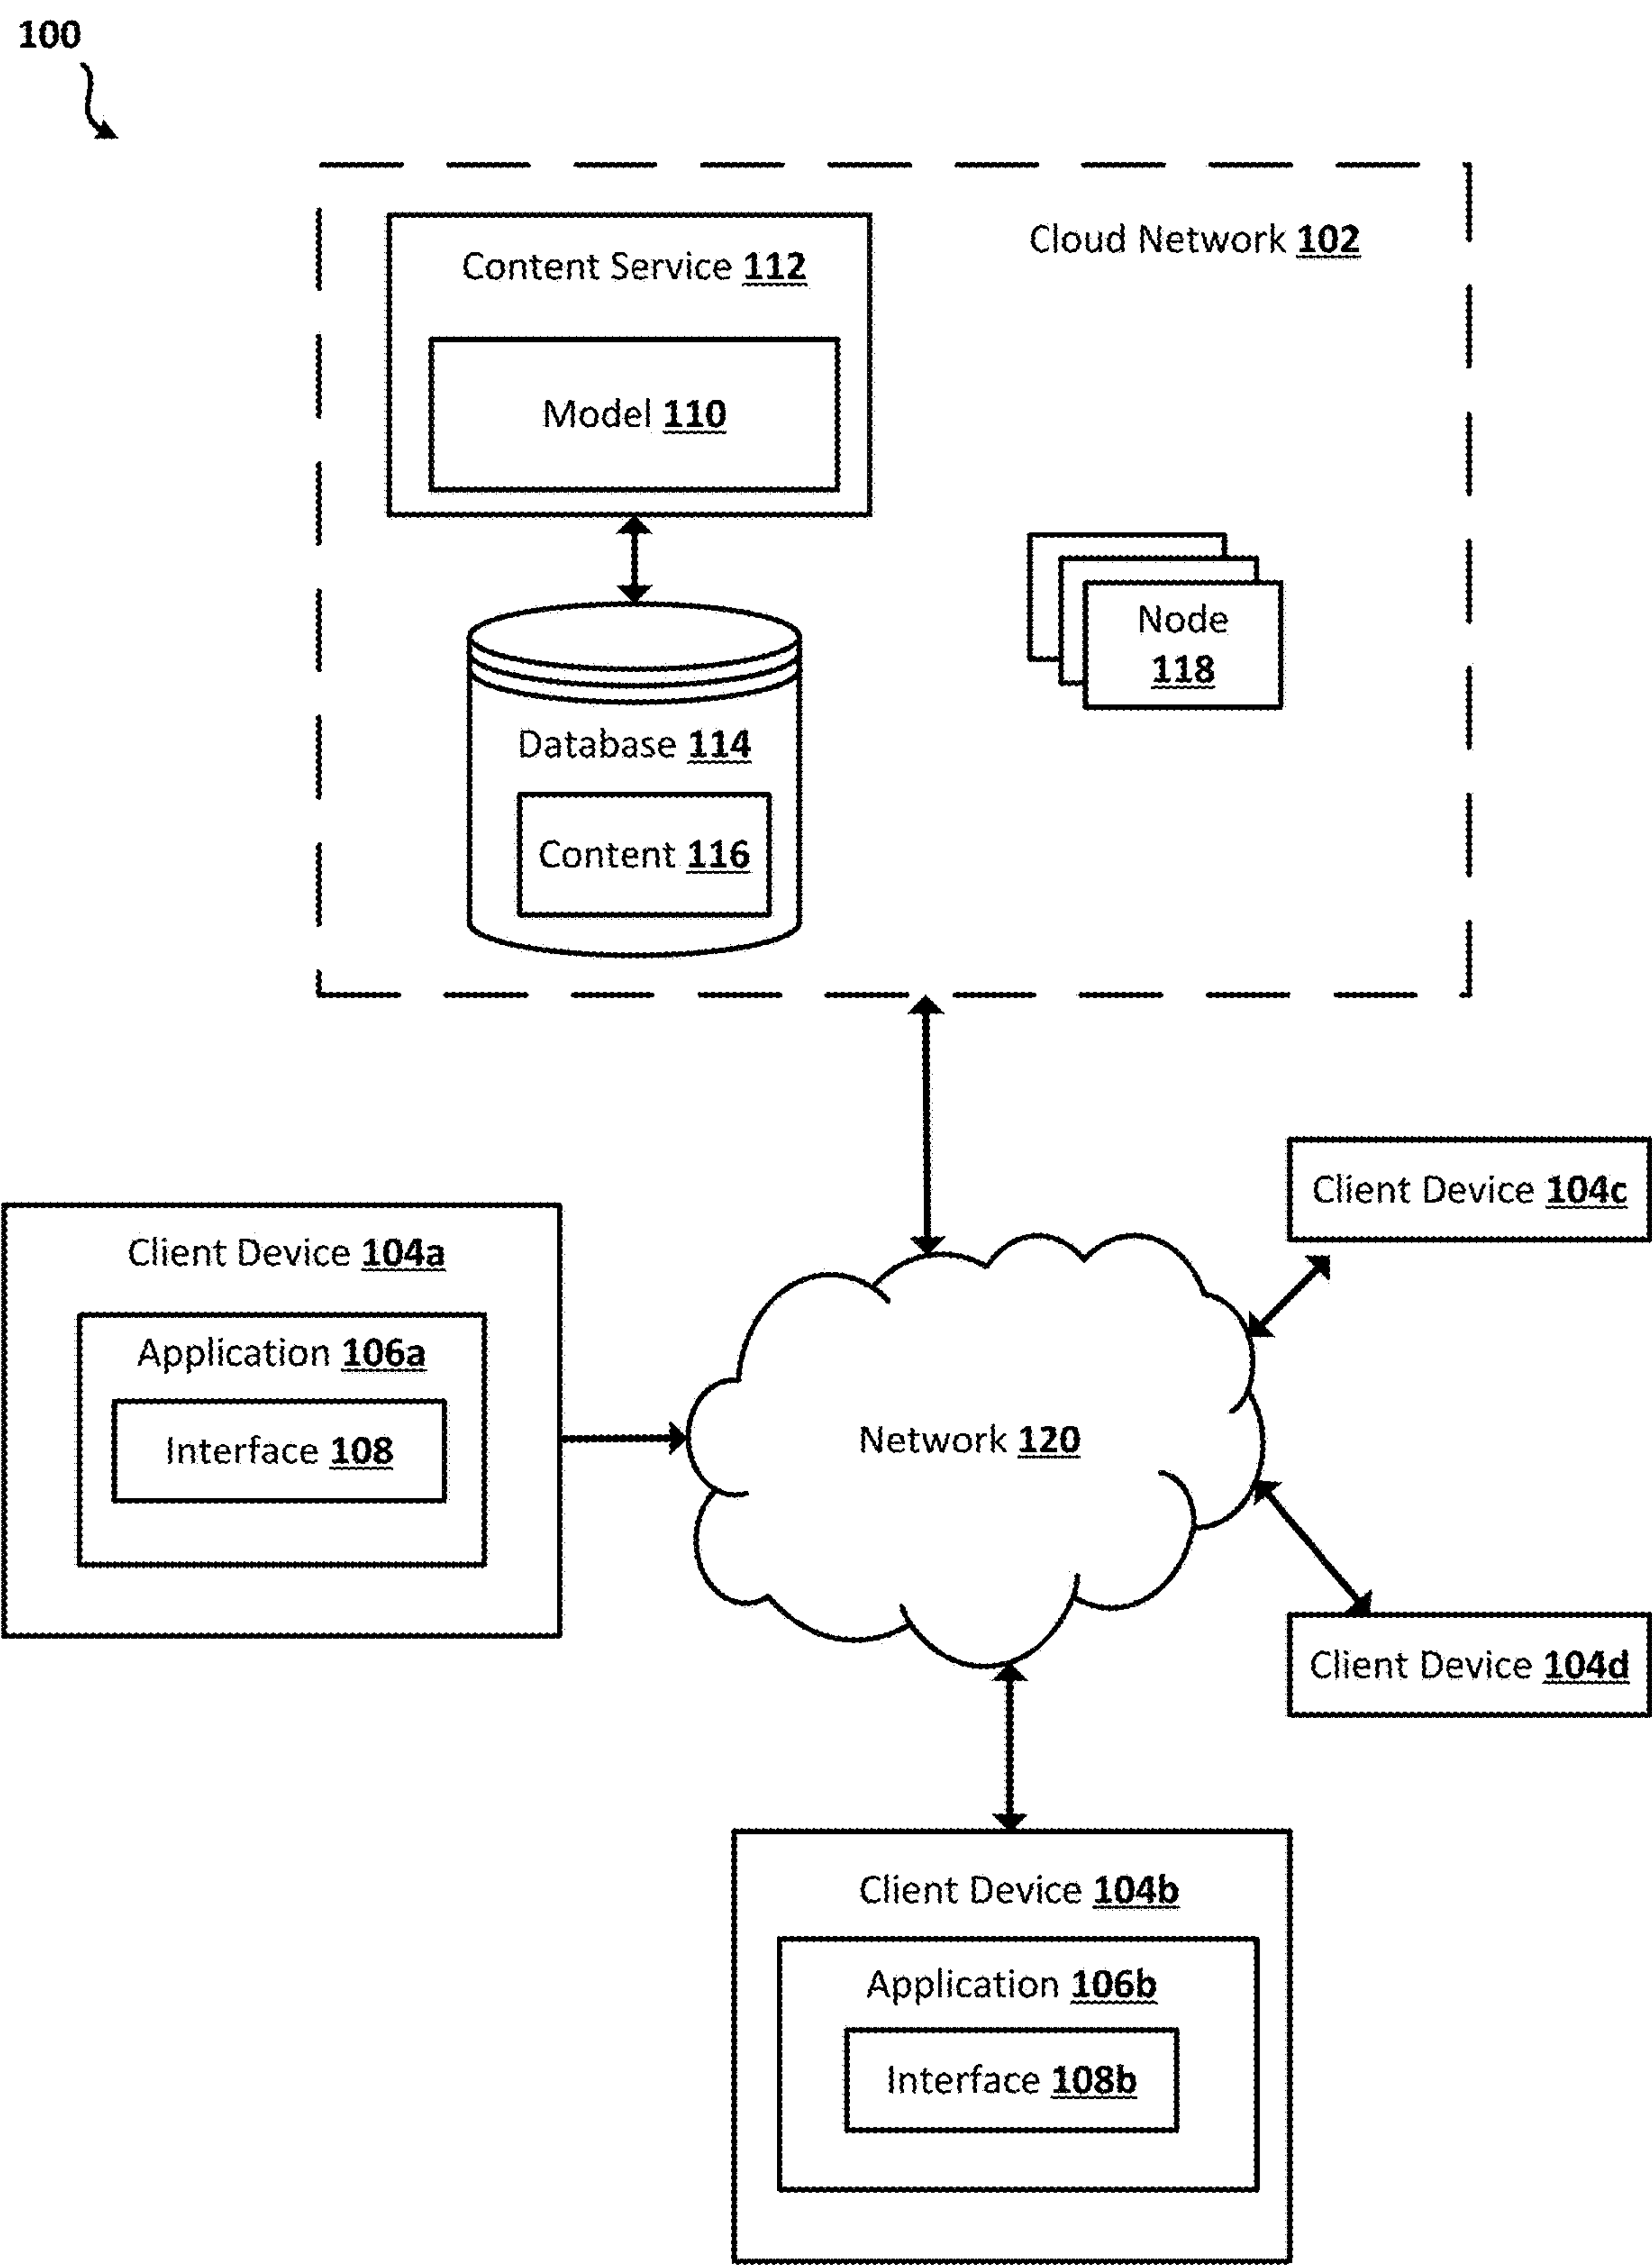 100
Cloud Network 102
Content Service 112
Model 110
Node
118
Database 114
Content 116
Client Device 104c
Client Device 104a
Application 106a
Interface 108
Network 120
Client Device 104d
Client Device 104b
Application 106b
Interface 108b